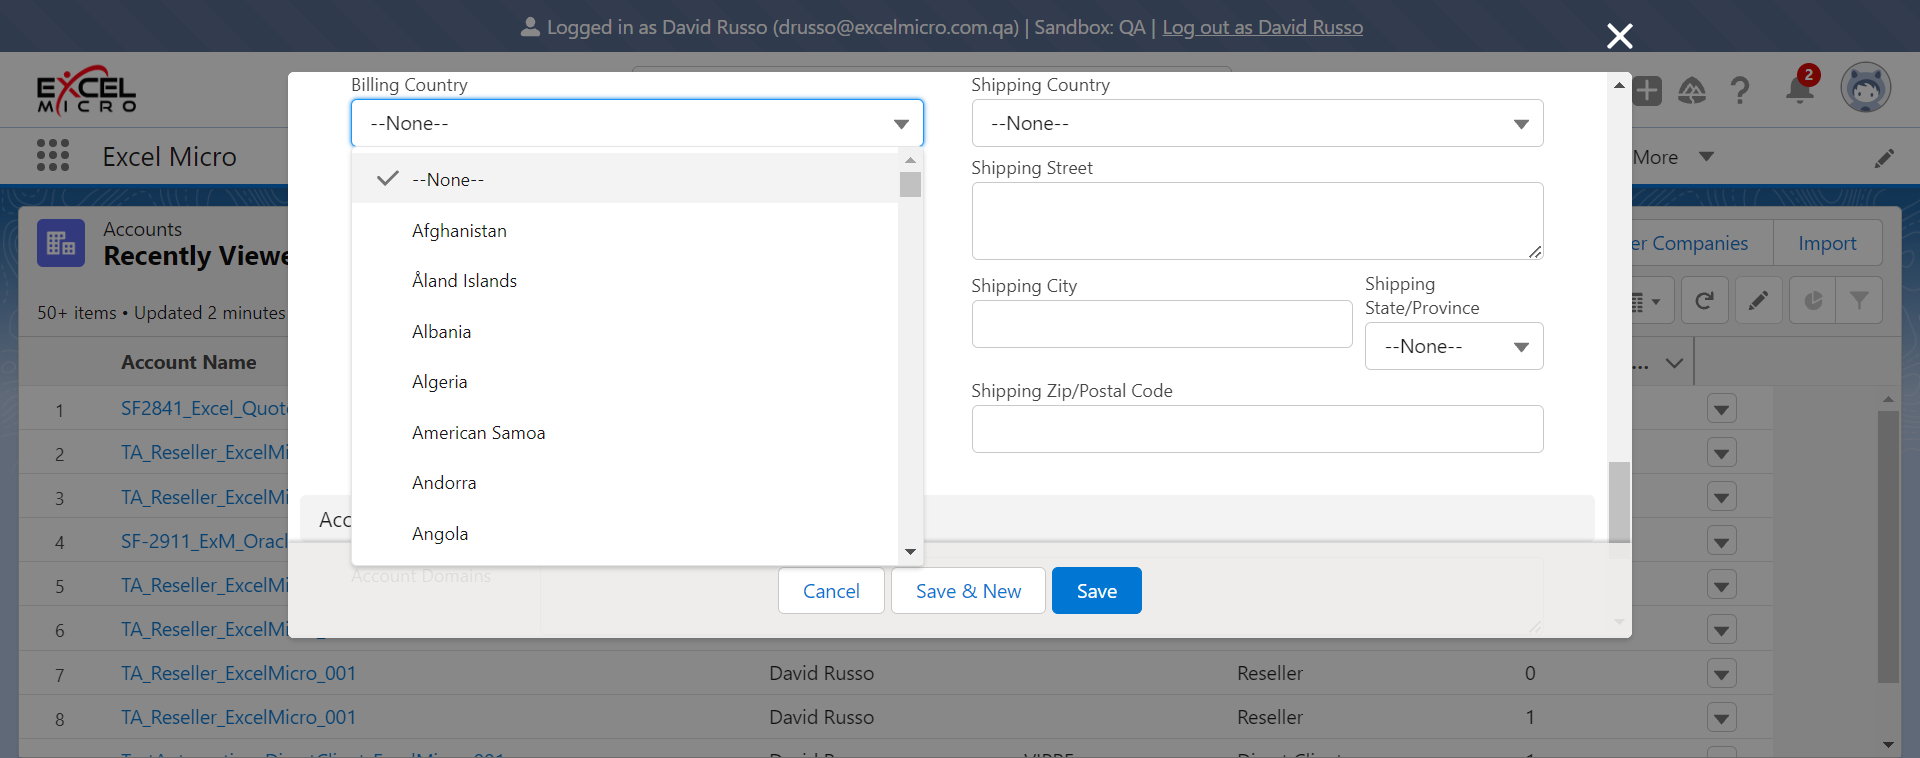 Logged in as David Russo (drusso@excelmicro.com.qa) | Sandbox: QA | Log out as David Russo
EXCEL
MICRO
2
Excel Micro
More
Accounts
Recently Viewe
er Companies
Import
50+ items • Updated 2 minutes
Account Name
...
1 SF2841_Excel_Quot
2 TA_Reseller_ExcelMi
3 TA_Reseller_ExcelMi
4 SF-2911_ExM_Oracl
5 TA_Reseller_ExcelMi
6 TA_Reseller_ExcelMi
7 TA_Reseller_ExcelMicro_001 David Russo Reseller 0
8 TA_Reseller_ExcelMicro_001 David Russo Reseller 1
Billing Country
--None--
--None--
Afghanistan
Åland Islands
Albania
Algeria
American Samoa
Andorra
Angola
Shipping Country
--None--
Shipping Street
Shipping City
Shipping
State/Province
--None--
Shipping Zip/Postal Code
Acc
Account Domains
Cancel
Save & New
Save